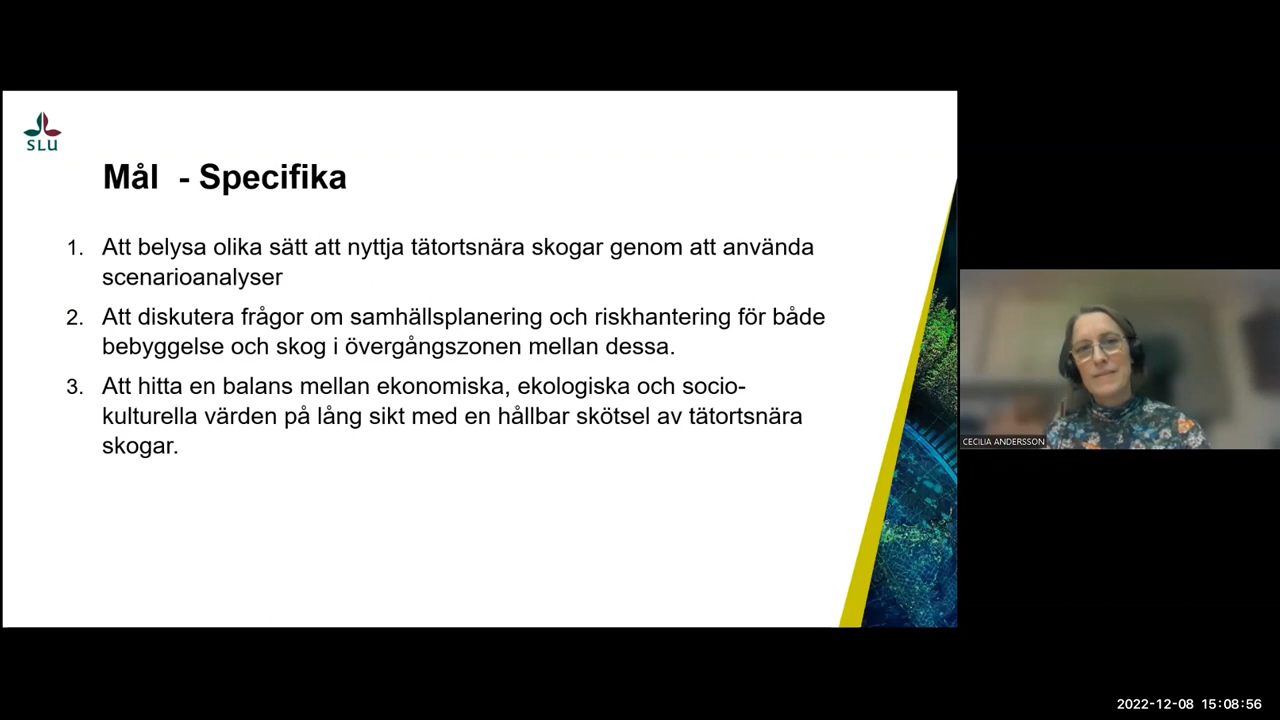 SLU
Mål - Specifika
1. Att belysa olika sätt att nyttja tätortsnära skogar genom att använda
scenarioanalyser
2. Att diskutera frågor om samhällsplanering och riskhantering för både
bebyggelse och skog i övergångszonen mellan dessa.
3. Att hitta en balans mellan ekonomiska, ekologiska och socio-
kulturella värden på lång sikt med en hållbar skötsel av tätortsnära
skogar.
CECILIA ANDERSSON
2022-12-08 15:08:56